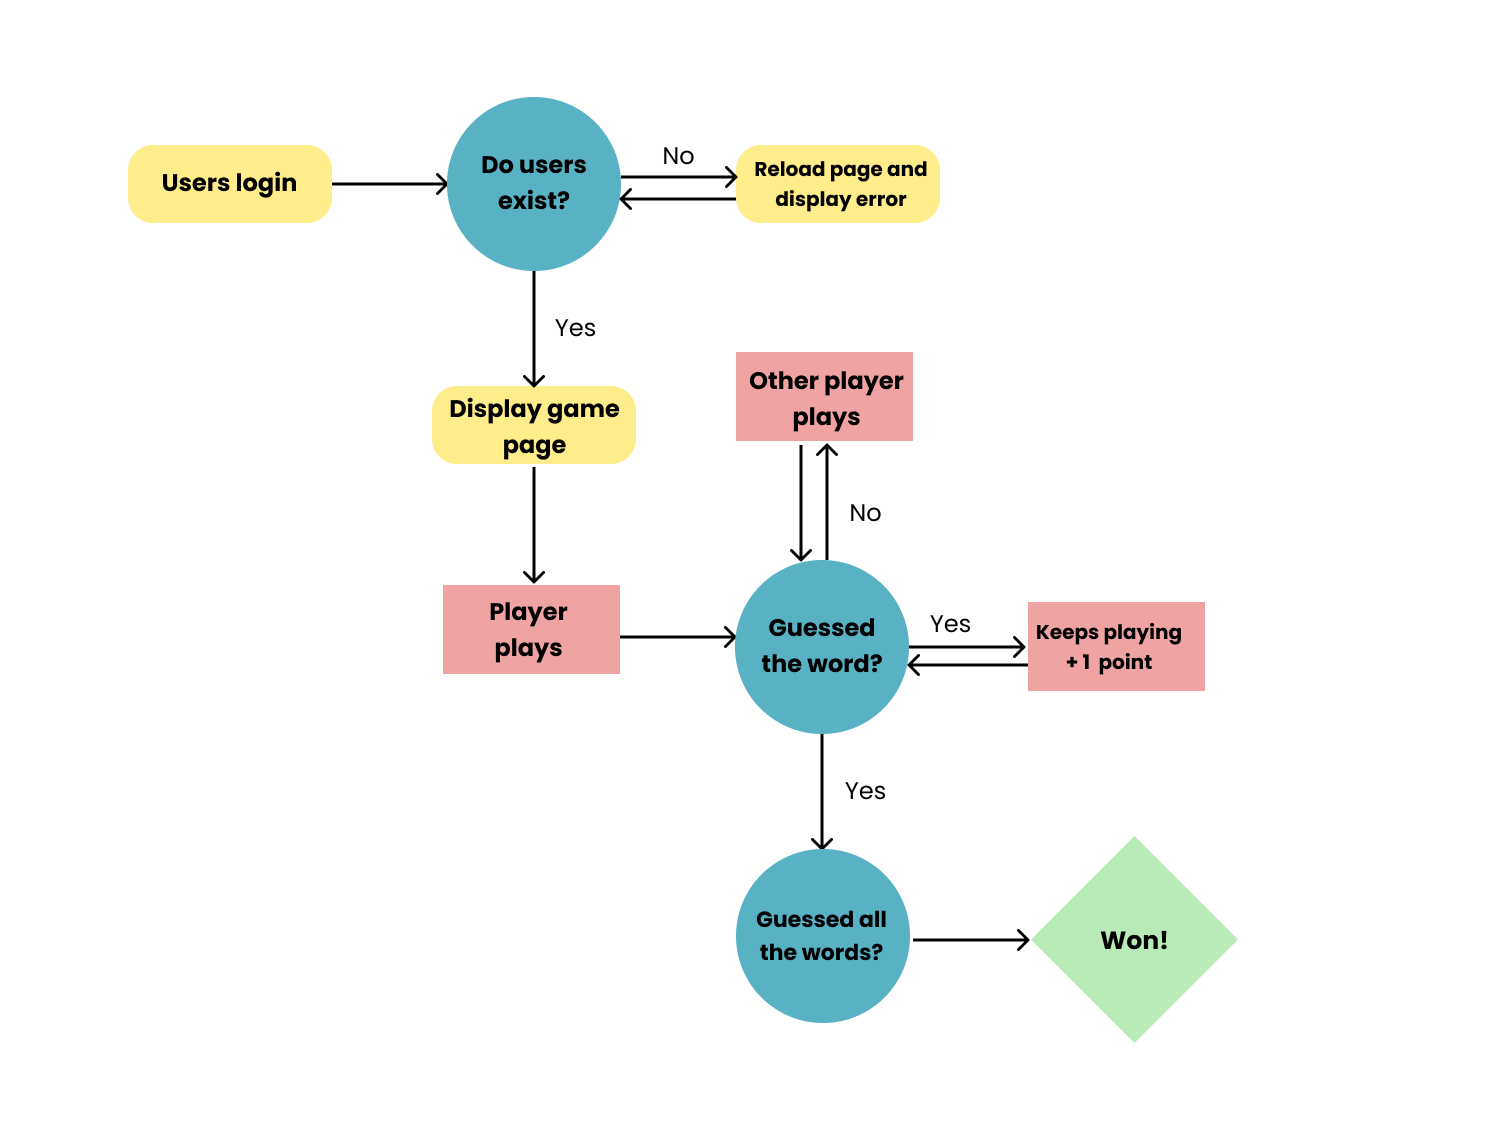 Users login
Do users
exist?
No
Reload page and
display error
Yes
Display game
page
Other player
plays
No
Player
plays
Guessed
the word?
Yes
Keeps playing
+ 1 point
Yes
Guessed all
the words?
Won!